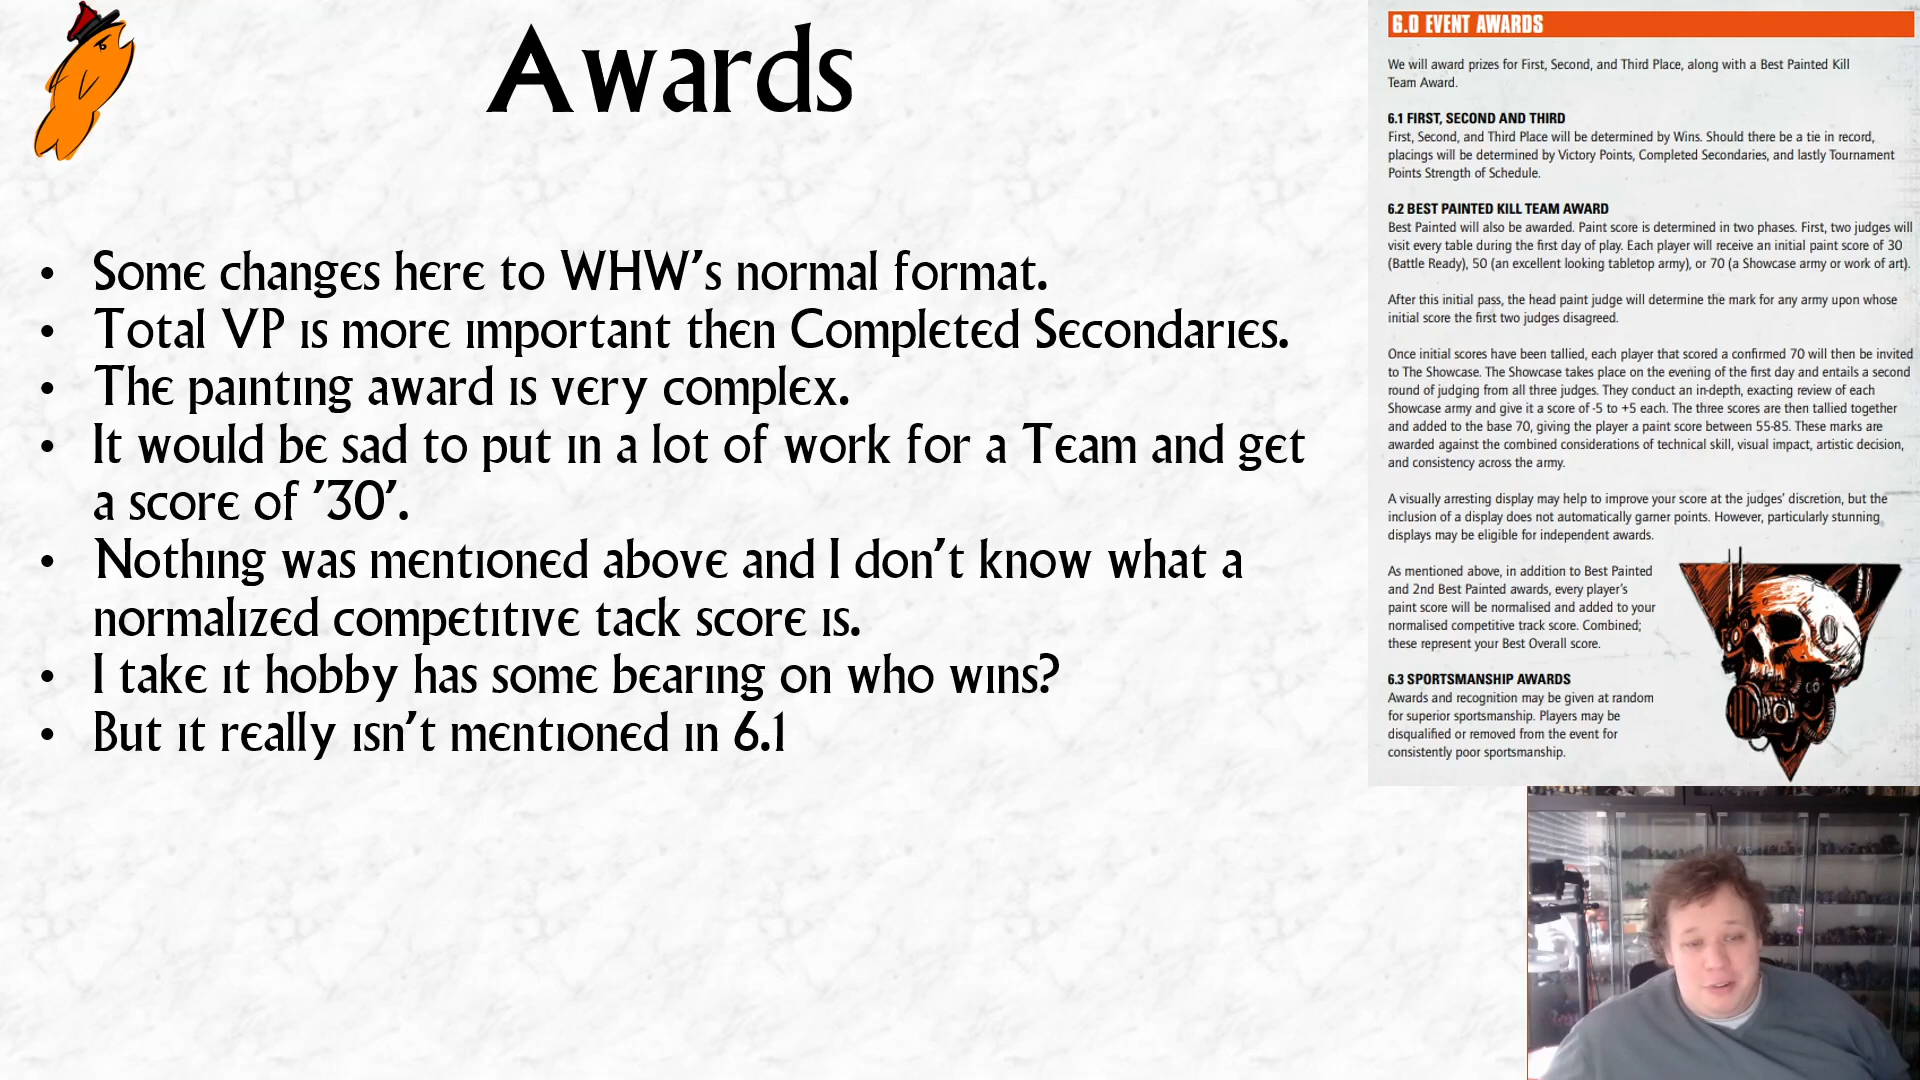 Awards
• Some changes here to WHW's normal format.
• Total VP is more important then Completed Secondaries.
• The painting award is very complex.
• It would be sad to put in a lot of work for a Team and get
a score of '30'.
• Nothing was mentioned above and I don't know what a
normalized competitive tack score is.
• I take it hobby has some bearing on who wins?
• But it really isn't mentioned in 6.1
6.0 EVENT AWARDS
We will award prizes for First, Second, and Third Place, along with a Best Painted Kill
Team Award.
6.1 FIRST, SECOND AND THIRD
First, Second, and Third Place will be determined by Wins. Should there be a tie in record,
placings will be determined by Victory Points, Completed Secondaries, and lastly Tournament
Points Strength of Schedule.
6.2 BEST PAINTED KILL TEAM AWARD
Best Painted will also be awarded. Paint score is determined in two phases. First, two judges will
visit every table during the first day of play. Each player will receive an initial paint score of 30
(Battle Ready), 50 (an excellent looking tabletop army), or 70 (a Showcase army or work of art).
After this initial pass, the head paint judge will determine the mark for any army upon whose
initial score the first two judges disagreed.
Once initial scores have been tallied, each player that scored a confirmed 70 will then be invited
to The Showcase. The Showcase takes place on the evening of the first day and entails a second
round of judging from all three judges. They conduct an in-depth, exacting review of each
Showcase army and give it a score of -5 to +5 each. The three scores are then tallied together
and added to the base 70, giving the player a paint score between 55-85. These marks are
awarded against the combined considerations of technical skill, visual impact, artistic decision,
and consistency across the army.
A visually arresting display may help to improve your score at the judges' discretion, but the
inclusion of a display does not automatically garner points. However, particularly stunning
displays may be eligible for independent awards.
As mentioned above, in addition to Best Painted
and 2nd Best Painted awards, every player's
paint score will be normalised and added to your
normalised competitive track score. Combined;
these represent your Best Overall score.
6.3 SPORTSMANSHIP AWARDS
Awards and recognition may be given at random
for superior sportsmanship. Players may be
disqualified or removed from the event for
consistently poor sportsmanship.